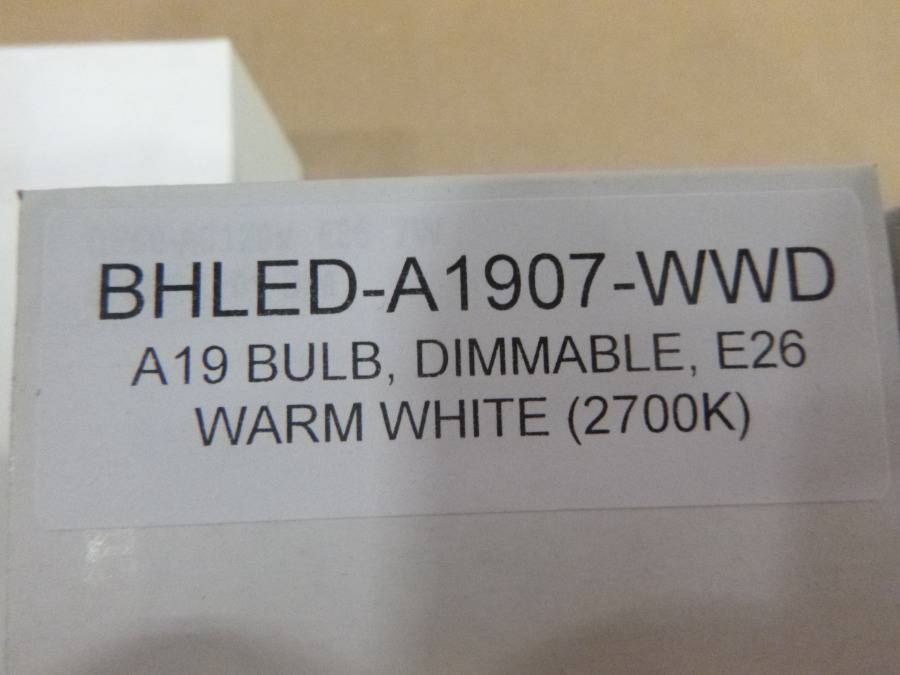 BHLED-A1907-WWD
A19 BULB, DIMMABLE, E26
WARM WHITE (2700K)